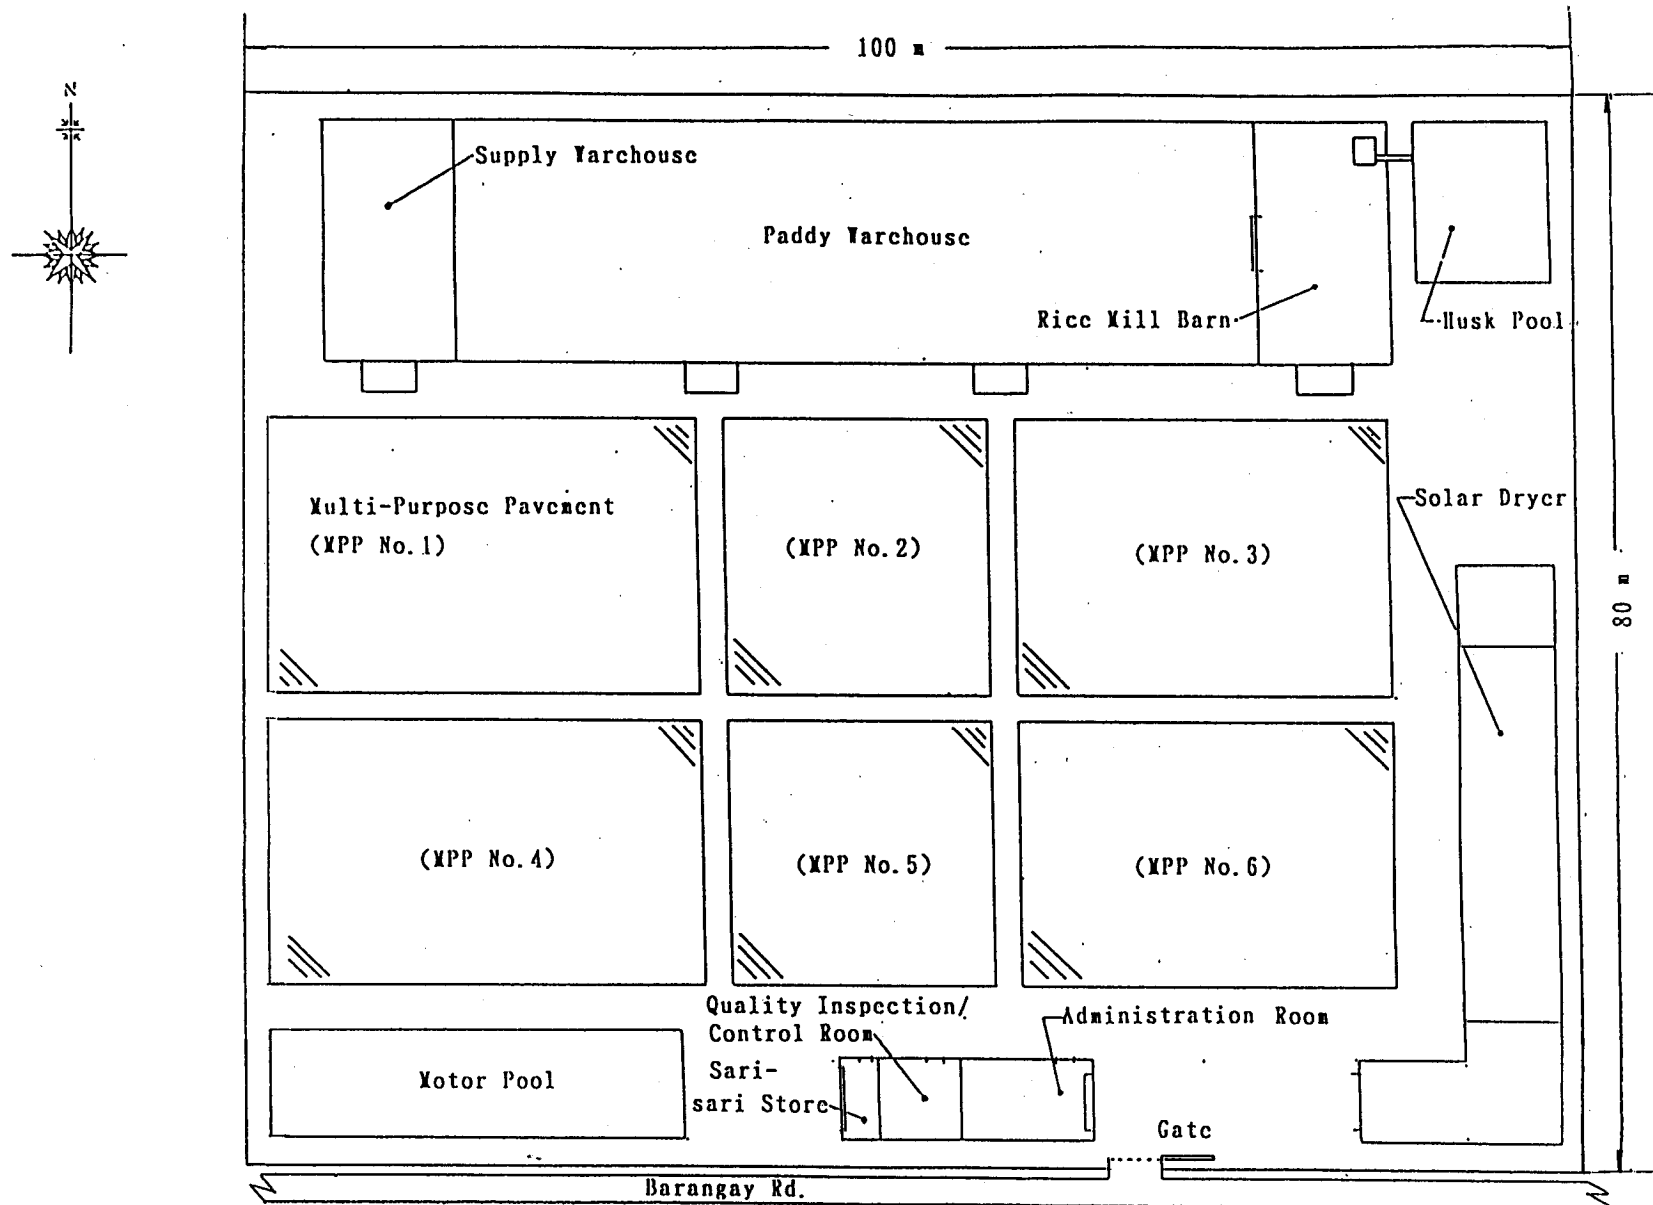 100 m
N
Supply Warehouse
Paddy Warehouse
Rice Mill Barn
Husk Pool
Multi-Purpose Pavement
(MPP No.1)
(MPP No.2)
(MPP No.3)
Solar Dryer
80 m
(MPP No.4)
(MPP No.5)
(MPP No.6)
Quality Inspection/
Control Room
Administration Room
Motor Pool
Sari-
sari Store
Gate
Barangay Rd.